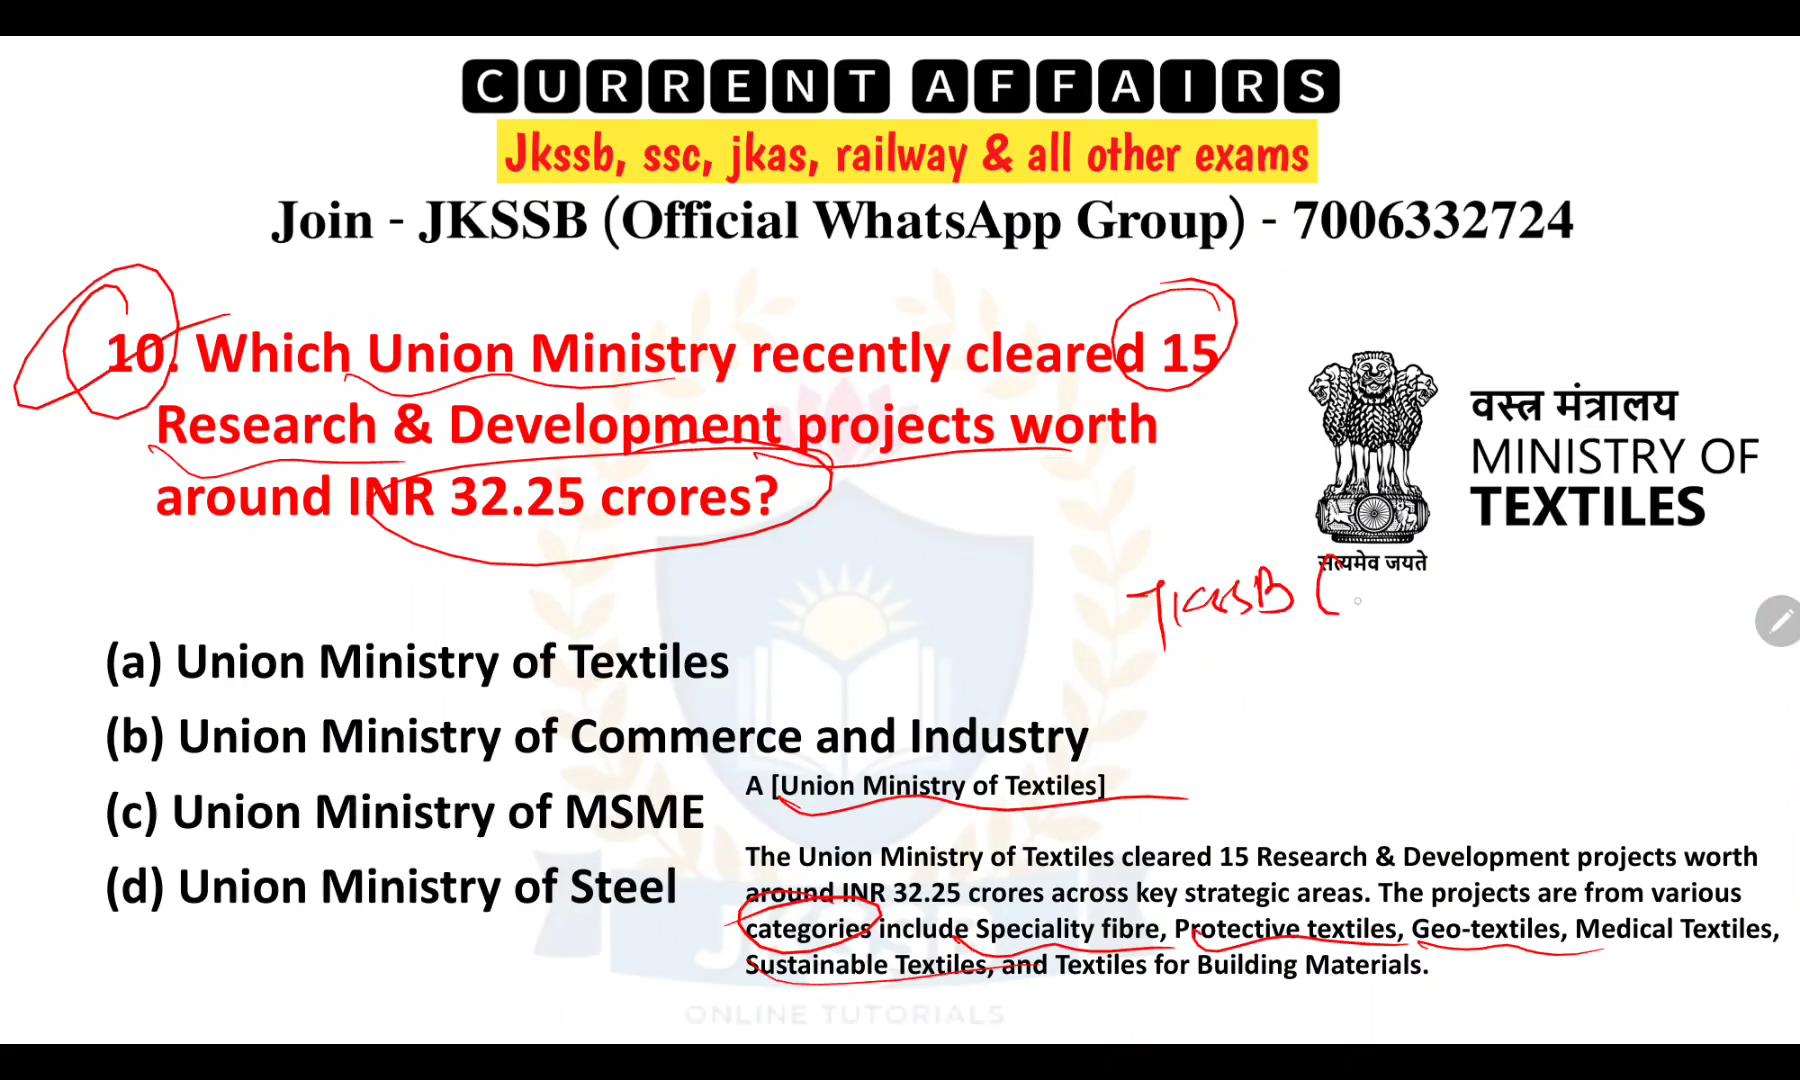 CURRENT AFFAIRS
Jkssb, ssc, jkas, railway & all other exams
Join - JKSSB (Official WhatsApp Group) - 7006332724
10. Which Union Ministry recently cleared 15
Research & Development projects worth
around INR 32.25 crores?
वस्त्र मंत्रालय
MINISTRY OF
TEXTILES
सत्यमेव जयते
JKSSB (
(a) Union Ministry of Textiles
(b) Union Ministry of Commerce and Industry
(c) Union Ministry of MSME
(d) Union Ministry of Steel
A [Union Ministry of Textiles]
The Union Ministry of Textiles cleared 15 Research & Development projects worth
around INR 32.25 crores across key strategic areas. The projects are from various
categories include Speciality fibre, Protective textiles, Geo-textiles, Medical Textiles,
Sustainable Textiles, and Textiles for Building Materials.
JKSSB
ONLINE TUTORIALS